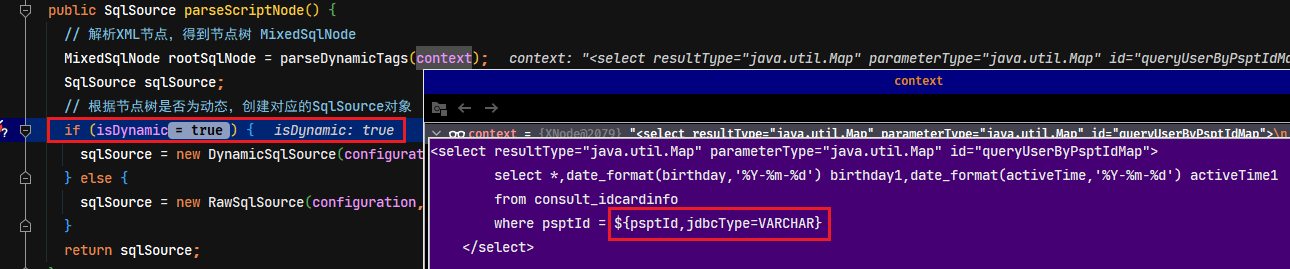 public SqlSource parseScriptNode() {
// 解析XML节点，得到节点树 MixedSqlNode
MixedSqlNode rootSqlNode = parseDynamicTags(context); context: "<select resultType="java.util.Map" parameterType="java.util.Map" id="queryUserByPsptIdMa
SqlSource sqlSource;
// 根据节点树是否为动态，创建对应的SqlSource对象
if (isDynamic = true ) { isDynamic: true
sqlSource = new DynamicSqlSource(configurat
} else {
sqlSource = new RawSqlSource(configuration,
}
return sqlSource;
context
context = {XNode@2079} "<select resultType="java.util.Map" parameterType="java.util.Map" id="queryUserByPsptIdMap">\n
<select resultType="java.util.Map" parameterType="java.util.Map" id="queryUserByPsptIdMap">
select *,date_format(birthday,'%Y-%m-%d') birthday1,date_format(activeTime,'%Y-%m-%d') activeTime1
from consult_idcardinfo
where psptId = ${psptId,jdbcType=VARCHAR}
</select>